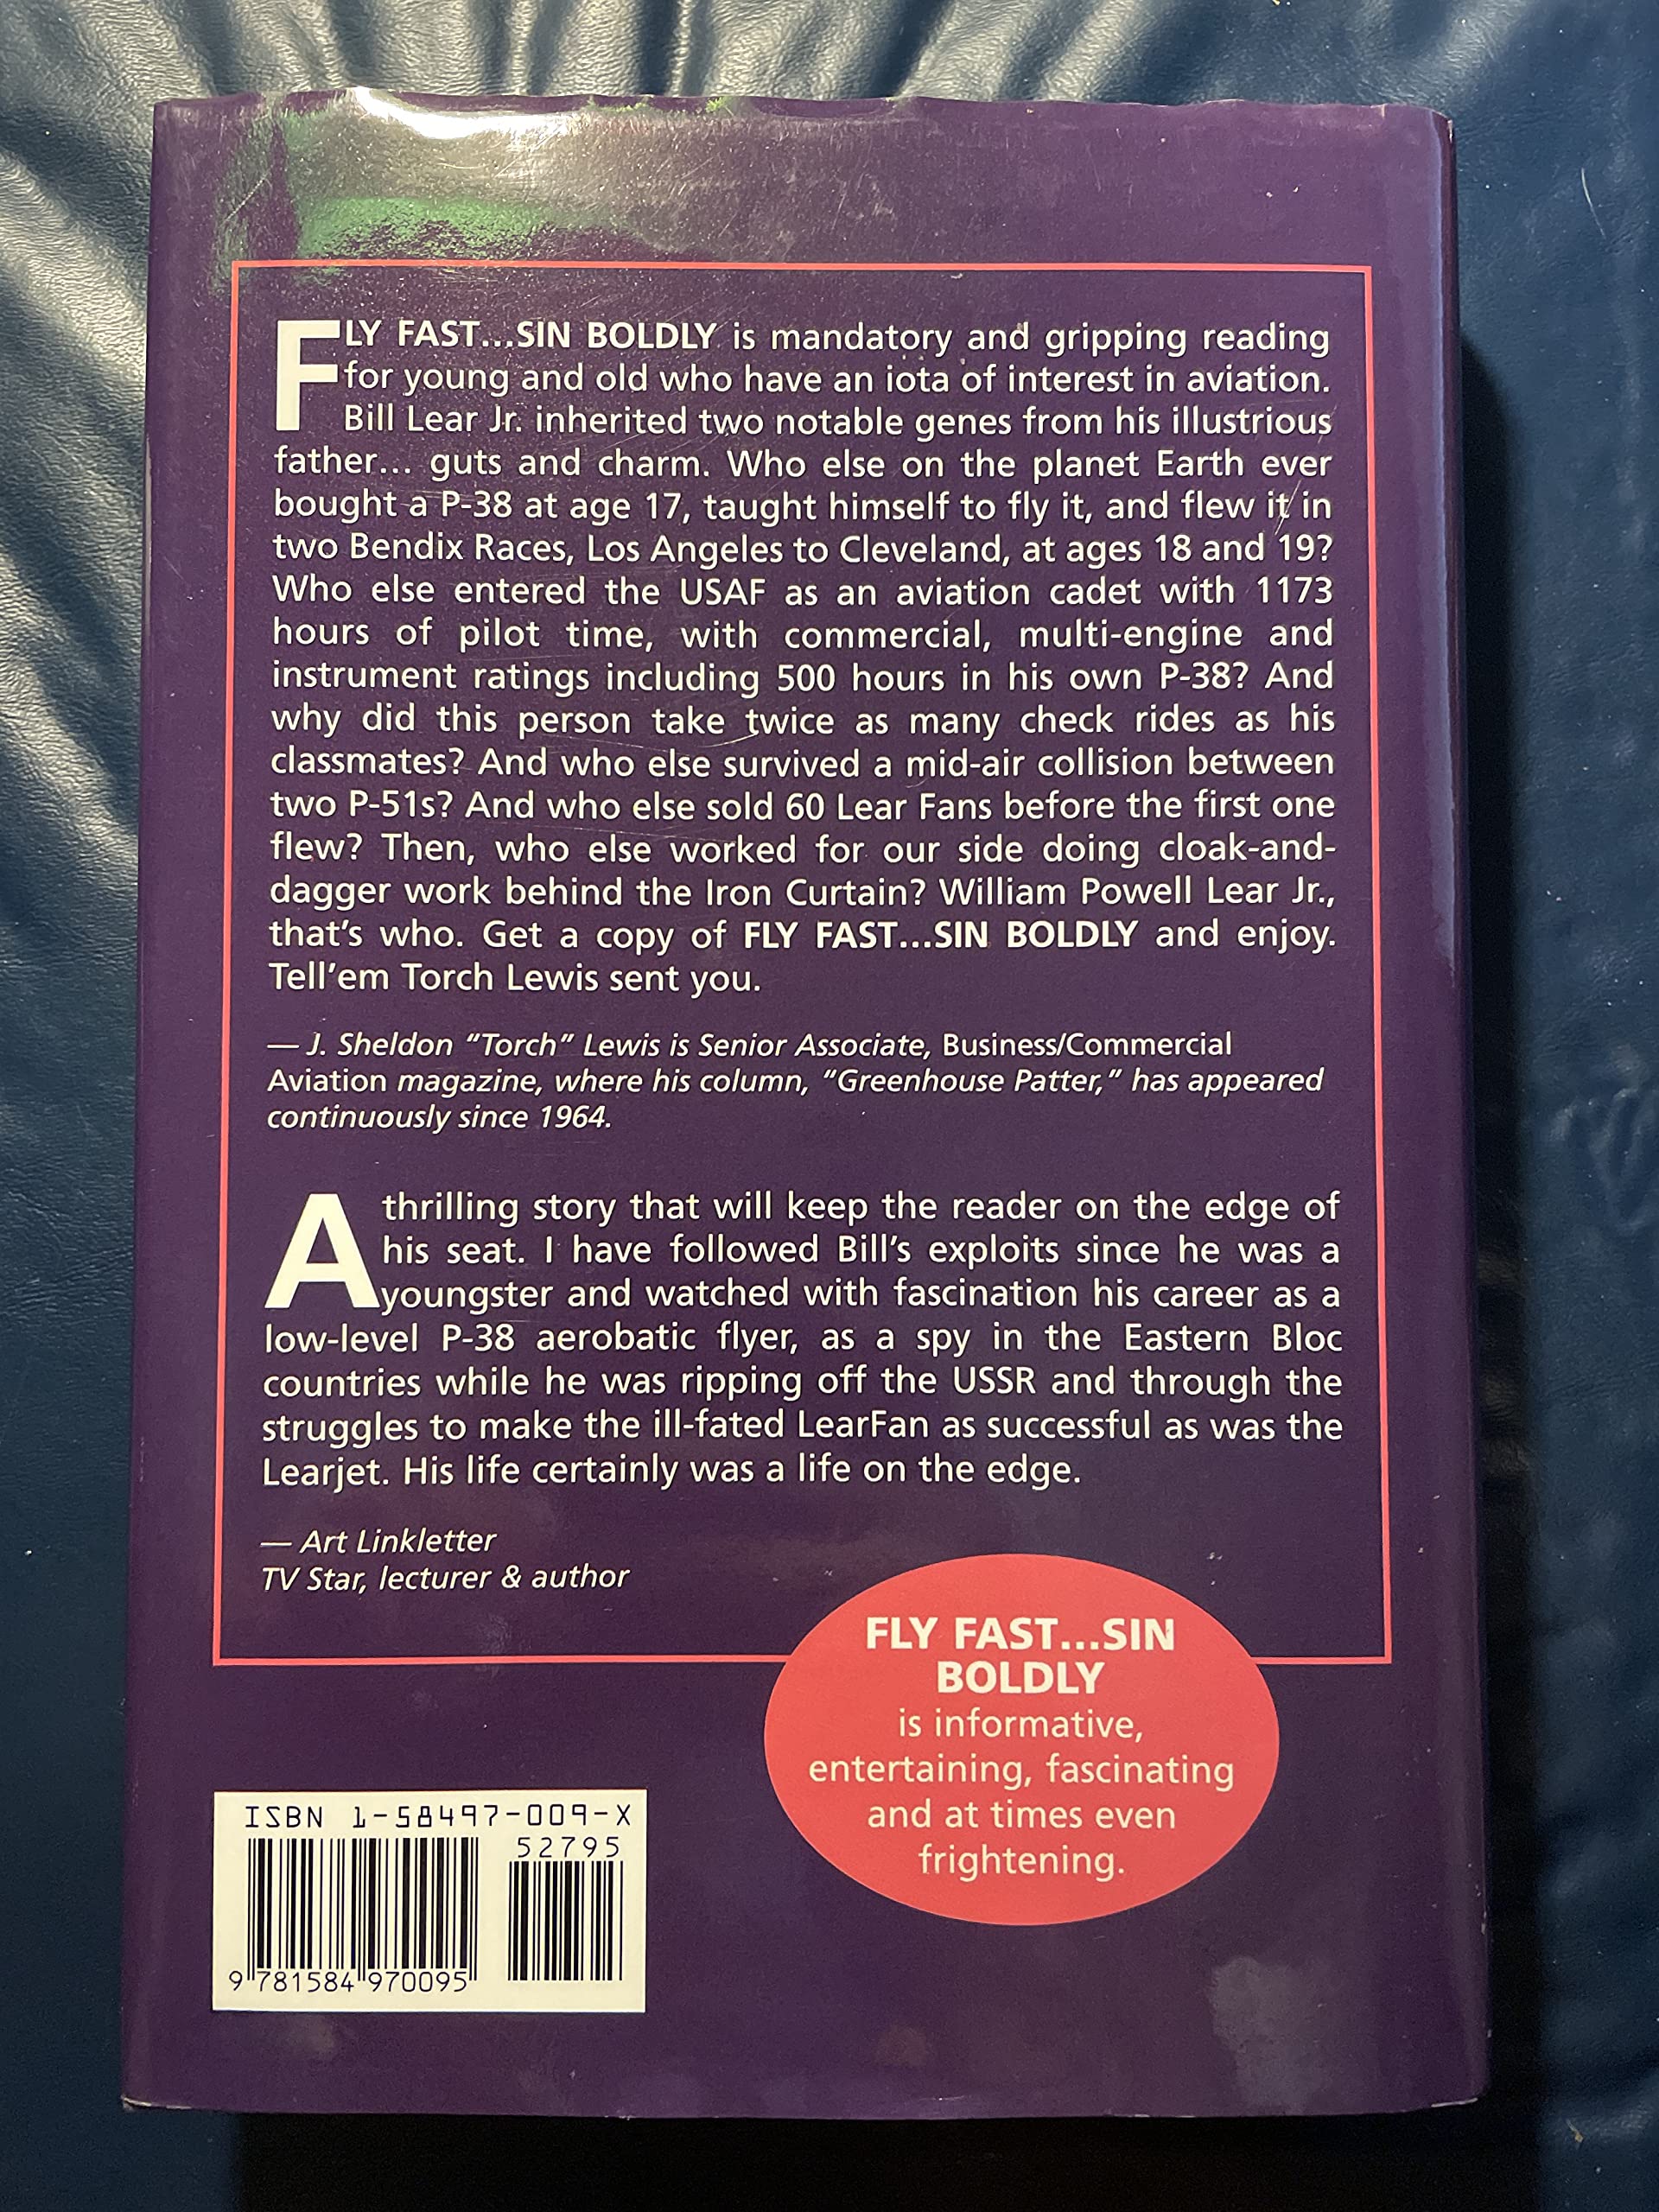 FLY FAST...SIN BOLDLY is mandatory and gripping reading
for young and old who have an iota of interest in aviation.
Bill Lear Jr. inherited two notable genes from his illustrious
father... guts and charm. Who else on the planet Earth ever
bought a P-38 at age 17, taught himself to fly it, and flew it in
two Bendix Races, Los Angeles to Cleveland, at ages 18 and 19?
Who else entered the USAF as an aviation cadet with 1173
hours of pilot time, with commercial, multi-engine and
instrument ratings including 500 hours in his own P-38? And
why did this person take twice as many check rides as his
classmates? And who else survived a mid-air collision between
two P-51s? And who else sold 60 Lear Fans before the first one
flew? Then, who else worked for our side doing cloak-and-
dagger work behind the Iron Curtain? William Powell Lear Jr.,
that's who. Get a copy of FLY FAST...SIN BOLDLY and enjoy.
Tell'em Torch Lewis sent you.
— J. Sheldon "Torch" Lewis is Senior Associate, Business/Commercial
Aviation magazine, where his column, "Greenhouse Patter," has appeared
continuously since 1964.
A thrilling story that will keep the reader on the edge of
his seat. I have followed Bill's exploits since he was a
youngster and watched with fascination his career as a
low-level P-38 aerobatic flyer, as a spy in the Eastern Bloc
countries while he was ripping off the USSR and through the
struggles to make the ill-fated LearFan as successful as was the
Learjet. His life certainly was a life on the edge.
— Art Linkletter
TV Star, lecturer & author
FLY FAST...SIN
BOLDLY
is informative,
entertaining, fascinating
and at times even
frightening.
ISBN 1-58497-009-X
52795
9 781584 970095